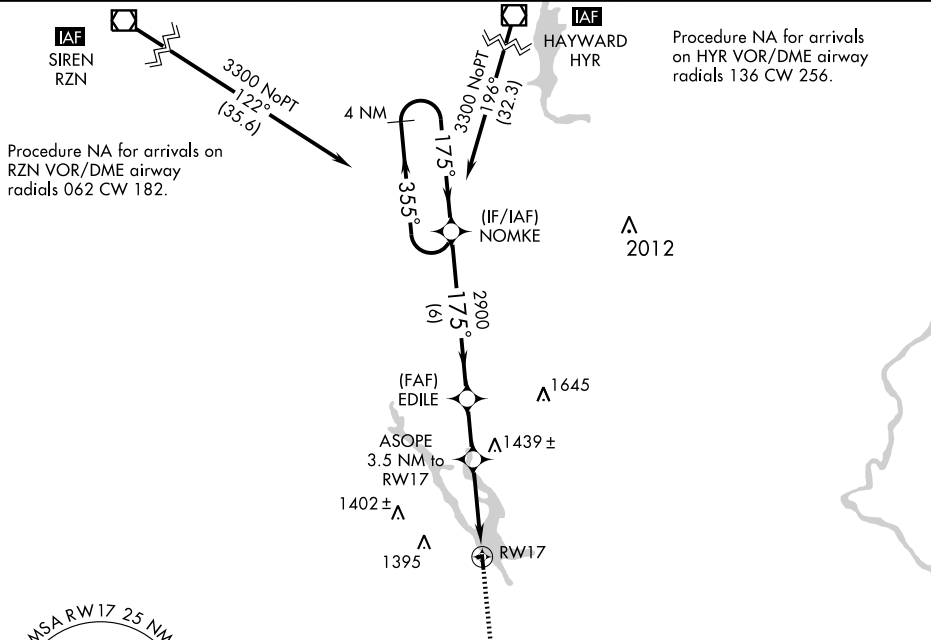 IAF
SIREN
RZN
IAF
HAYWARD
HYR
Procedure NA for arrivals
on HYR VOR/DME airway
radials 136 CW 256.
3300 NoPT
122°
(35.6)
3300 NoPT
196°
(32.3)
4 NM
175°
355°
Procedure NA for arrivals on
RZN VOR/DME airway
radials 062 CW 182.
(IF/IAF)
NOMKE
2012
2900
175°
(6)
(FAF)
EDILE
1645
ASOPE
3.5 NM to
RW17
1439 ±
1402 ±
1395
RW17
MSA RW17 25 NM